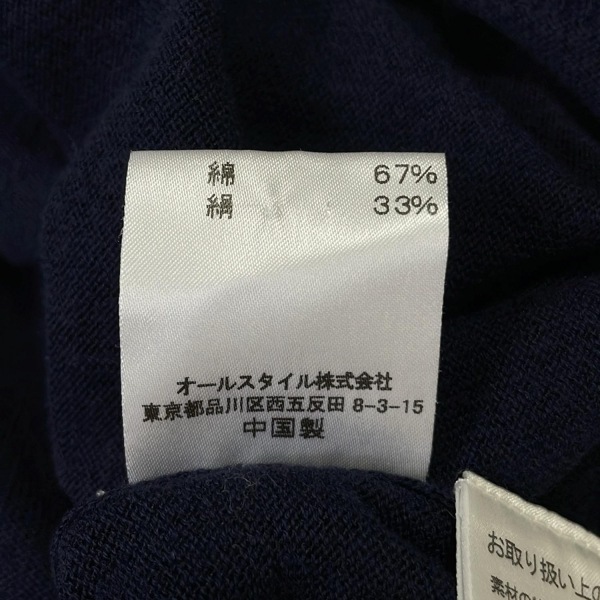 綿 67%
絹 33%
オールスタイル株式会社
東京都品川区西五反田 8-3-15
中国製
お取り扱い上の
素材の